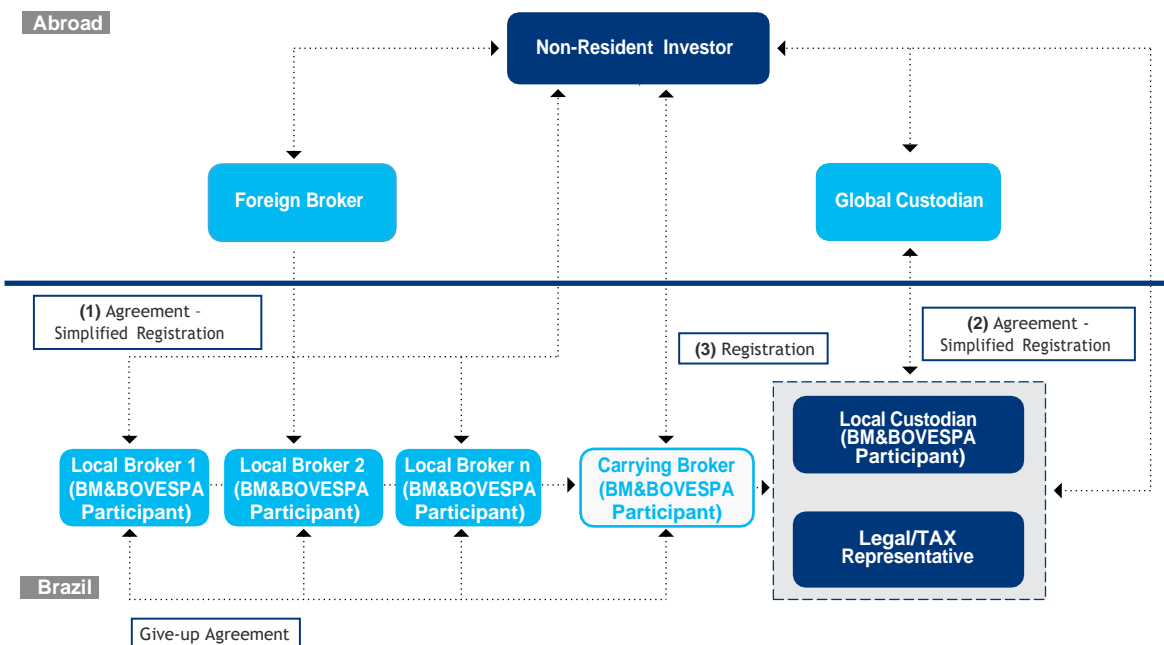 Abroad
Non-Resident Investor
Foreign Broker
Global Custodian
(1) Agreement –
Simplified Registration
(2) Agreement -
Simplified Registration
(3) Registration
Local Custodian
(BM&BOVESPA
Participant)
Local Broker 1
(BM&BOVESPA
Participant)
Local Broker 2
(BM&BOVESPA
Participant)
Local Broker n
(BM&BOVESPA
Participant)
Carrying Broker
(BM&BOVESPA
Participant)
Legal/TAX
Representative
Brazil
Give-up Agreement